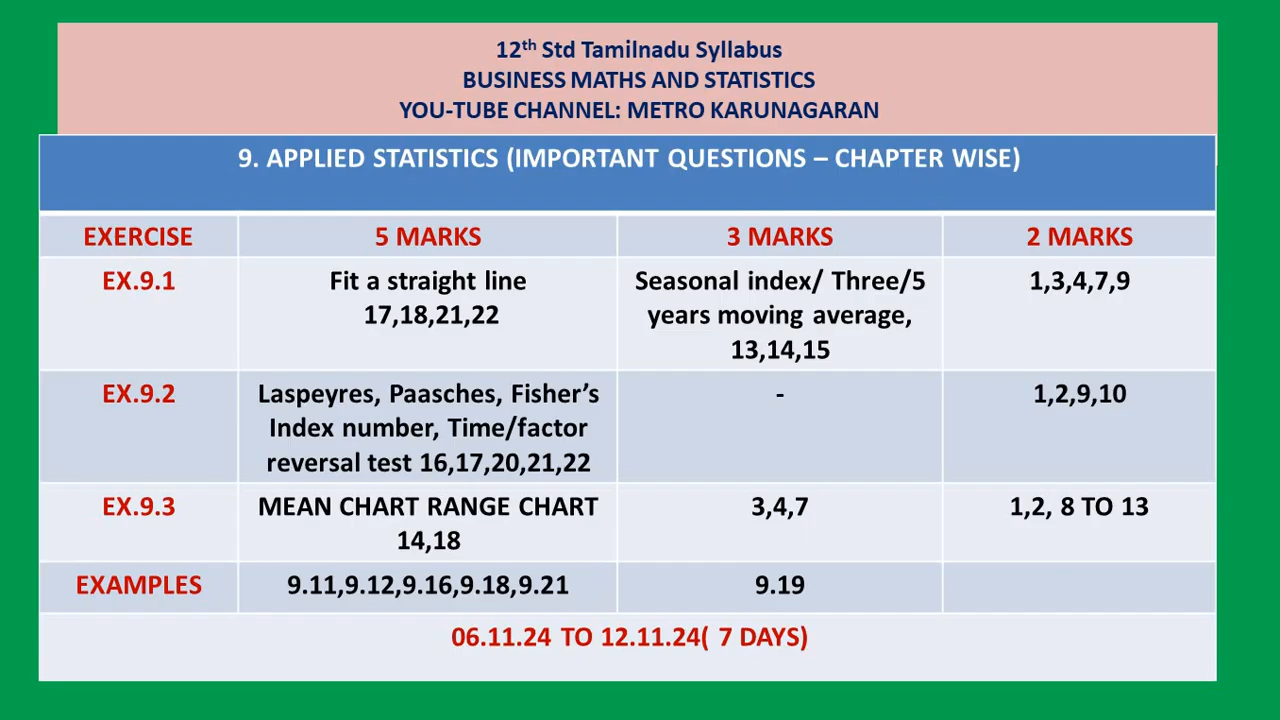 12th Std Tamilnadu Syllabus
BUSINESS MATHS AND STATISTICS
YOU-TUBE CHANNEL: METRO KARUNAGARAN
9. APPLIED STATISTICS (IMPORTANT QUESTIONS – CHAPTER WISE)
EXERCISE 5 MARKS 3 MARKS 2 MARKS
EX.9.1
Fit a straight line
17,18,21,22
Seasonal index/ Three/5
years moving average,
13,14,15
1,3,4,7,9
EX.9.2
Laspeyres, Paasches, Fisher’s
Index number, Time/factor
reversal test 16,17,20,21,22
-
1,2,9,10
EX.9.3
MEAN CHART RANGE CHART
14,18
3,4,7
1,2, 8 TO 13
EXAMPLES
9.11,9.12,9.16,9.18,9.21
9.19
06.11.24 TO 12.11.24( 7 DAYS)